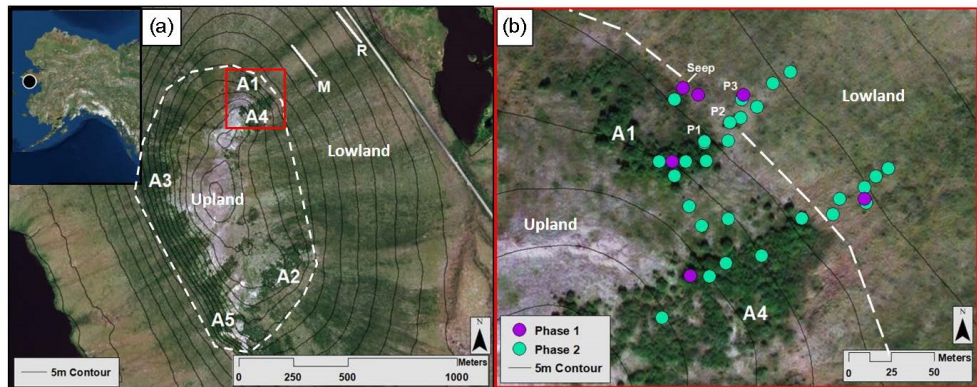 (a)
R
M
A1
A4
A3
Lowland
Upland
A2
A5
N
5m Contour
Meters
0 250 500 1000
(b)
Seep
P3
P2
Lowland
A1
P1
Upland
A4
Phase 1
Phase 2
5m Contour
N
Meters
0 25 50